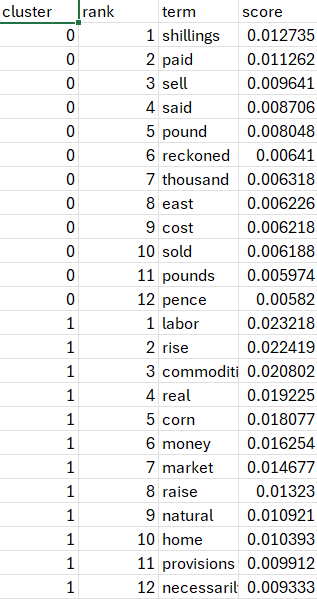 cluster rank term score
0 1 shillings 0.012735
0 2 paid 0.011262
0 3 sell 0.009641
0 4 said 0.008706
0 5 pound 0.008048
0 6 reckoned 0.00641
0 7 thousand 0.006318
0 8 east 0.006226
0 9 cost 0.006218
0 10 sold 0.006188
0 11 pounds 0.005974
0 12 pence 0.00582
1 1 labor 0.023218
1 2 rise 0.022419
1 3 commoditi 0.020802
1 4 real 0.019225
1 5 corn 0.018077
1 6 money 0.016254
1 7 market 0.014677
1 8 raise 0.01323
1 9 natural 0.010921
1 10 home 0.010393
1 11 provisions 0.009912
1 12 necessaril 0.009333